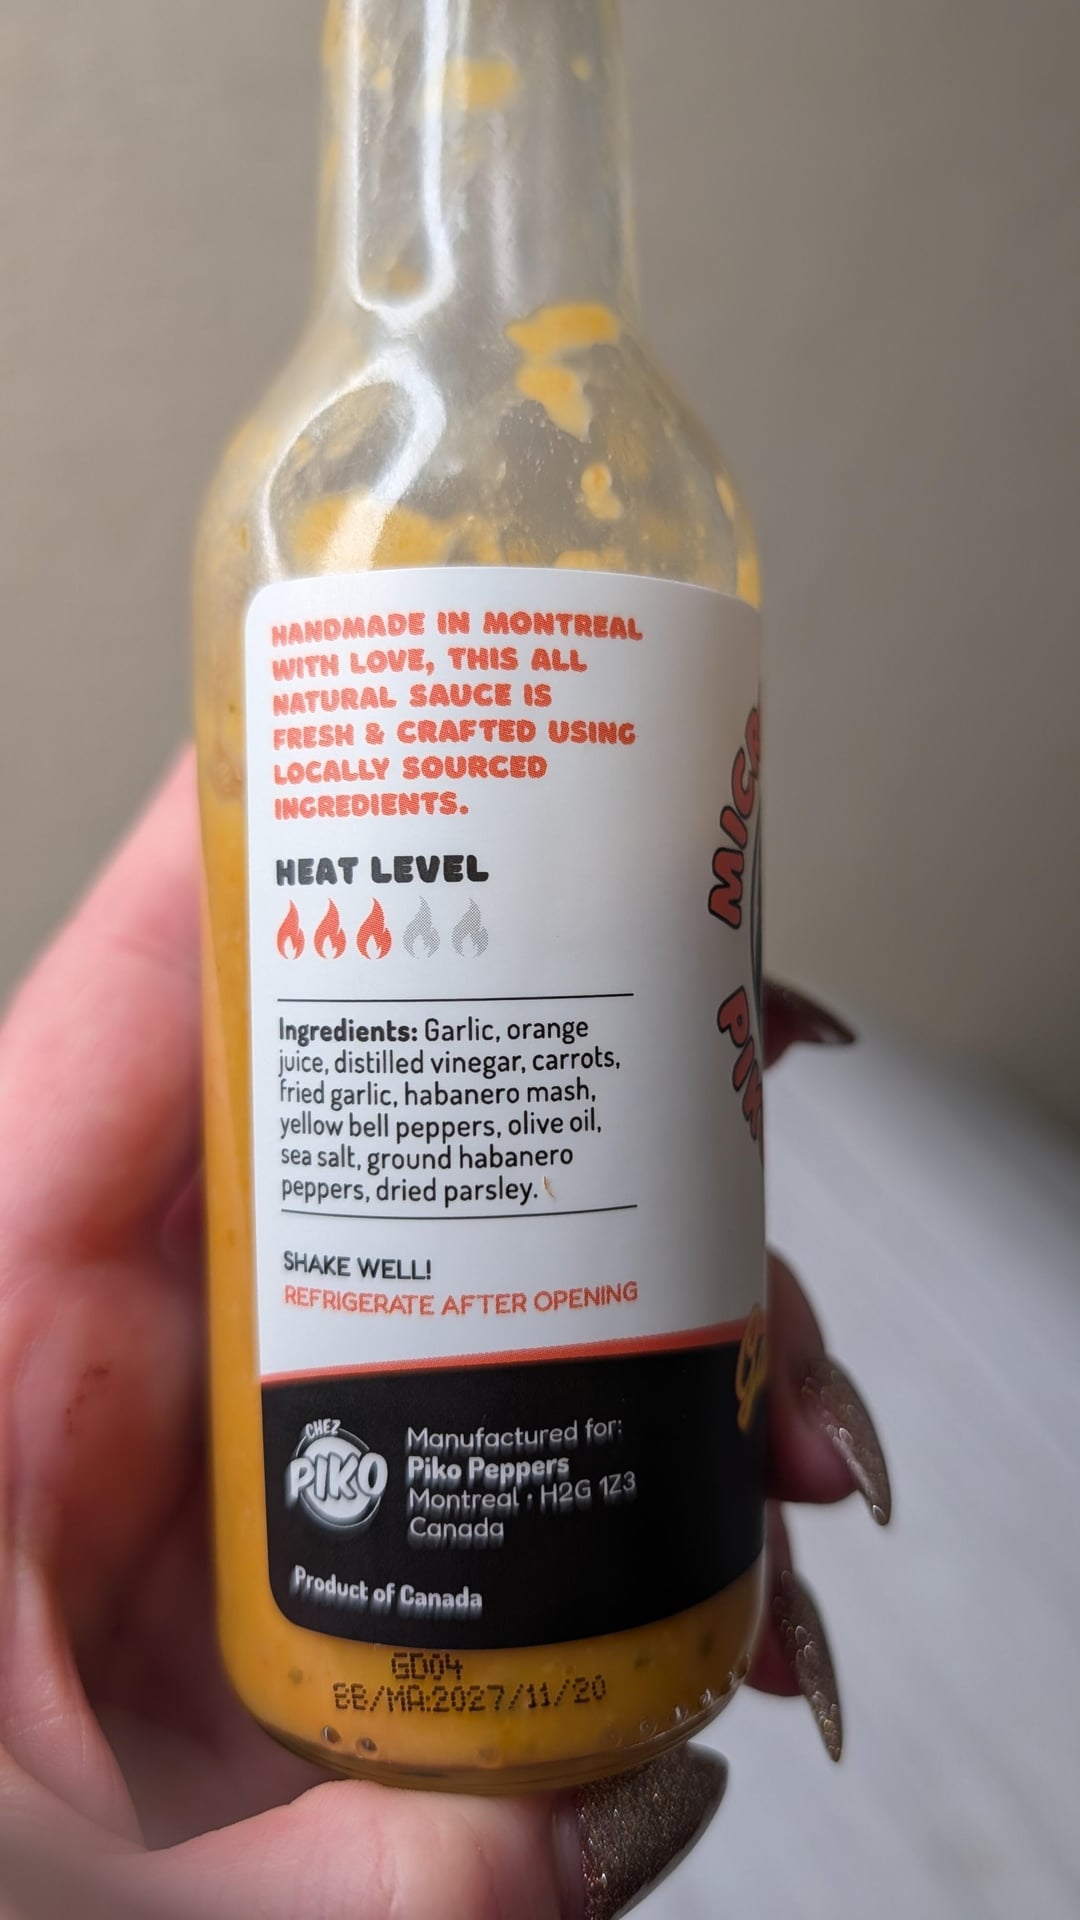 HANDMADE IN MONTREAL
WITH LOVE, THIS ALL
NATURAL SAUCE IS
FRESH & CRAFTED USING
LOCALLY SOURCED
INGREDIENTS.
HEAT LEVEL
Ingredients: Garlic, orange
juice, distilled vinegar, carrots,
fried garlic, habanero mash,
yellow bell peppers, olive oil,
sea salt, ground habanero
peppers, dried parsley.
SHAKE WELL!
REFRIGERATE AFTER OPENING
CHEZ
PIKO
Manufactured for:
Piko Peppers
Montreal • H2G 1Z3
Canada
Product of Canada
GD04
BB/MA:2027/11/20